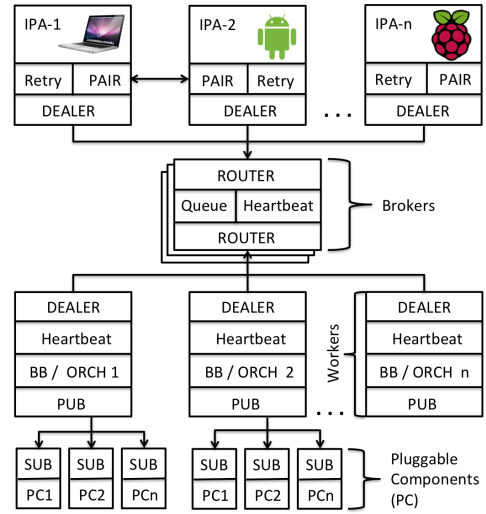 IPA-1 IPA-2 IPA-n
Retry PAIR PAIR Retry Retry PAIR
DEALER DEALER ... DEALER
ROUTER
Queue Heartbeat
ROUTER
Brokers
DEALER DEALER DEALER
Heartbeat Heartbeat Heartbeat
BB / ORCH 1 BB / ORCH 2 BB / ORCH n
PUB PUB ... PUB
Workers
SUB SUB SUB SUB SUB SUB
PC1 PC2 PCn PC1 PC2 PCn
Pluggable
Components
(PC)